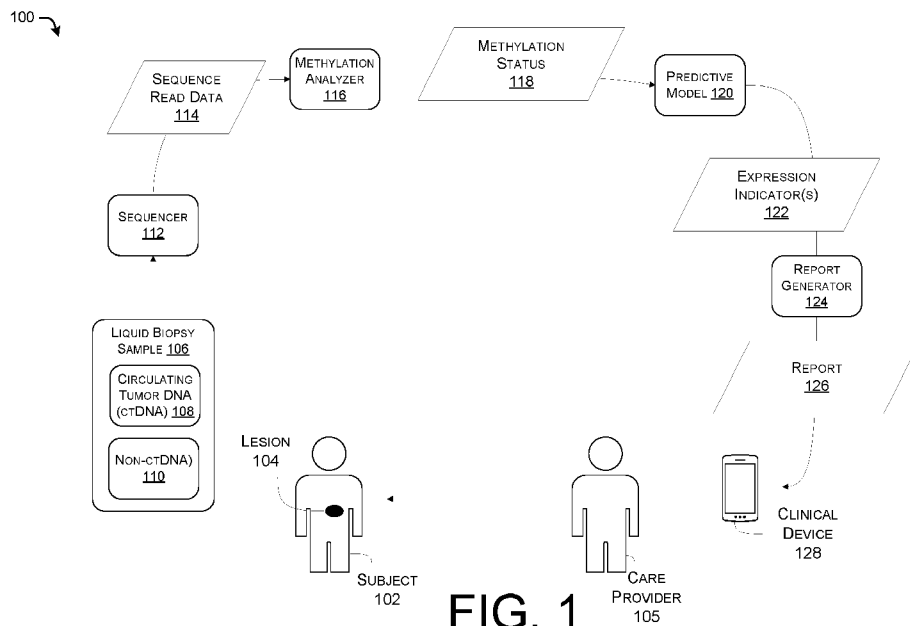 100
SEQUENCE
READ DATA
114
METHYLATION
ANALYZER
116
METHYLATION
STATUS
118
PREDICTIVE
MODEL 120
EXPRESSION
INDICATOR(S)
122
SEQUENCER
112
REPORT
GENERATOR
124
LIQUID BIOPSY
SAMPLE 106
CIRCULATING
TUMOR DNA
(CTDNA) 108
NON-CTDNA)
110
REPORT
126
LESION
104
SUBJECT
102
CARE
PROVIDER
105
CLINICAL
DEVICE
128
FIG. 1